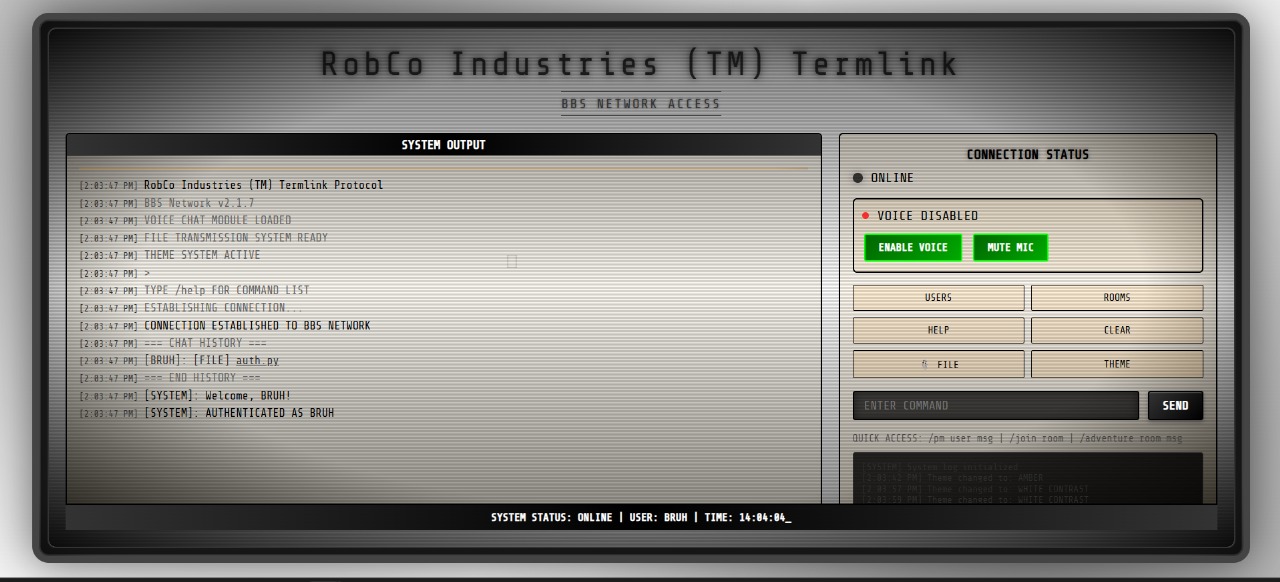 RobCo Industries (TM) Termlink
BBS NETWORK ACCESS
SYSTEM OUTPUT
[2:03:47 PM] RobCo Industries (TM) Termlink Protocol
[2:03:47 PM] BBS Network v2.1.7
[2:03:47 PM] VOICE CHAT MODULE LOADED
[2:03:47 PM] FILE TRANSMISSION SYSTEM READY
[2:03:47 PM] THEME SYSTEM ACTIVE
[2:03:47 PM] >
[2:03:47 PM] TYPE /help FOR COMMAND LIST
[2:03:47 PM] ESTABLISHING CONNECTION...
[2:03:47 PM] CONNECTION ESTABLISHED TO BBS NETWORK
[2:03:47 PM] === CHAT HISTORY ===
[2:03:47 PM] [BRUH]: [FILE] auth.py
[2:03:47 PM] === END HISTORY ===
[2:03:47 PM] [SYSTEM]: Welcome, BRUH!
[2:03:47 PM] [SYSTEM]: AUTHENTICATED AS BRUH
CONNECTION STATUS
ONLINE
VOICE DISABLED
ENABLE VOICE MUTE MIC
USERS ROOMS
HELP CLEAR
FILE THEME
ENTER COMMAND SEND
QUICK ACCESS: /pm user msg | /join room | /adventure room msg
[SYSTEM] System log initialized
[2:03:42 PM] Theme changed to: AMBER
[2:03:52 PM] Theme changed to: WHITE CONTRAST
[2:03:59 PM] Theme changed to: WHITE CONTRAST
SYSTEM STATUS: ONLINE | USER: BRUH | TIME: 14:04:04_